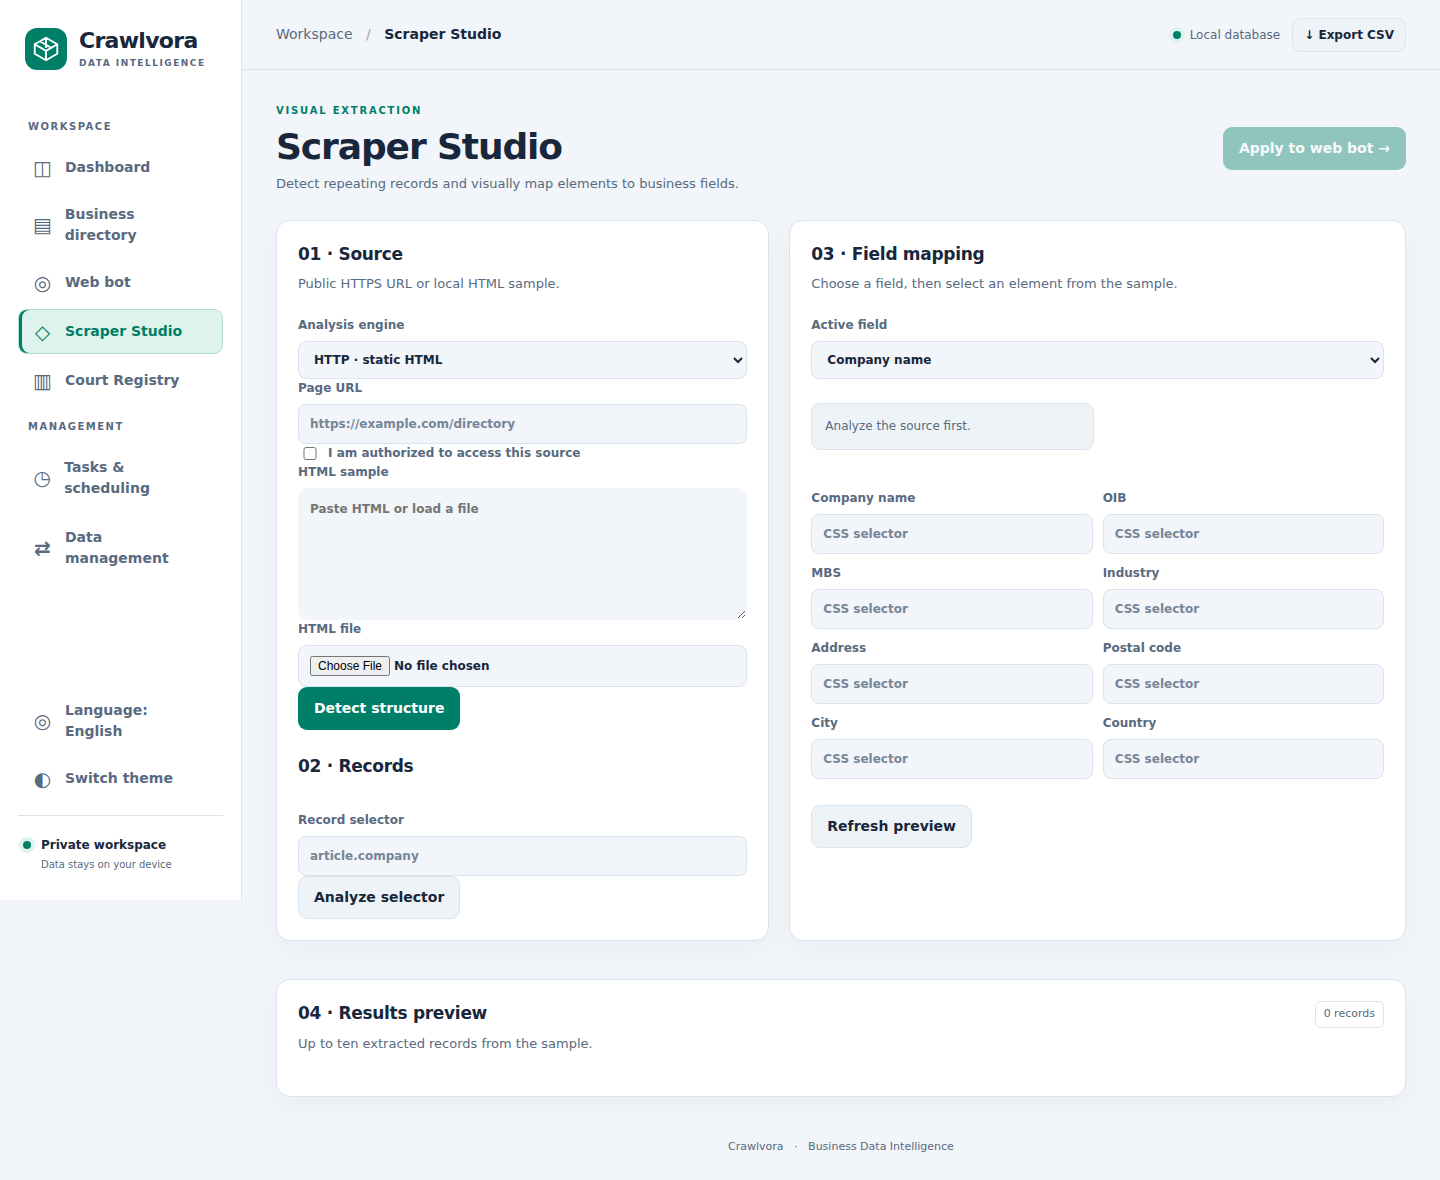 Crawlvora
DATA INTELLIGENCE
WORKSPACE
Dashboard
Business
directory
Web bot
Scraper Studio
Court Registry
MANAGEMENT
Tasks &
scheduling
Data
management
Language:
English
Switch theme
Private workspace
Data stays on your device
Workspace / Scraper Studio
Local database
↓ Export CSV
VISUAL EXTRACTION
Scraper Studio
Detect repeating records and visually map elements to business fields.
Apply to web bot →
01 · Source
Public HTTPS URL or local HTML sample.
Analysis engine
HTTP · static HTML
Page URL
https://example.com/directory
I am authorized to access this source
HTML sample
Paste HTML or load a file
HTML file
Choose File No file chosen
Detect structure
02 · Records
Record selector
article.company
Analyze selector
03 · Field mapping
Choose a field, then select an element from the sample.
Active field
Company name
Analyze the source first.
Company name OIB
CSS selector CSS selector
MBS Industry
CSS selector CSS selector
Address Postal code
CSS selector CSS selector
City Country
CSS selector CSS selector
Refresh preview
04 · Results preview
0 records
Up to ten extracted records from the sample.
Crawlvora · Business Data Intelligence